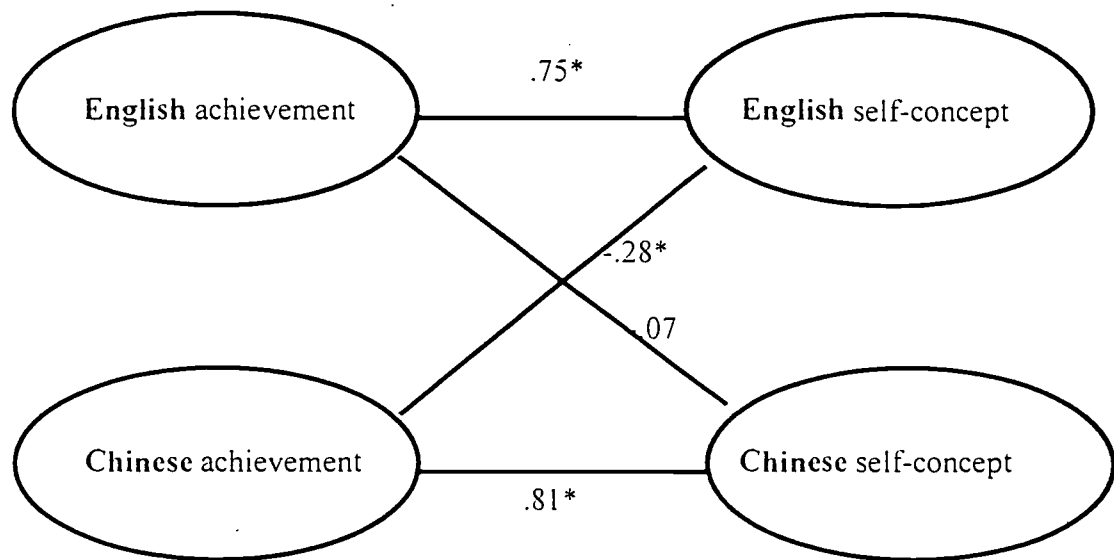 .75*
English achievement
English self-concept
-.28*
-.07
Chinese achievement
Chinese self-concept
.81*